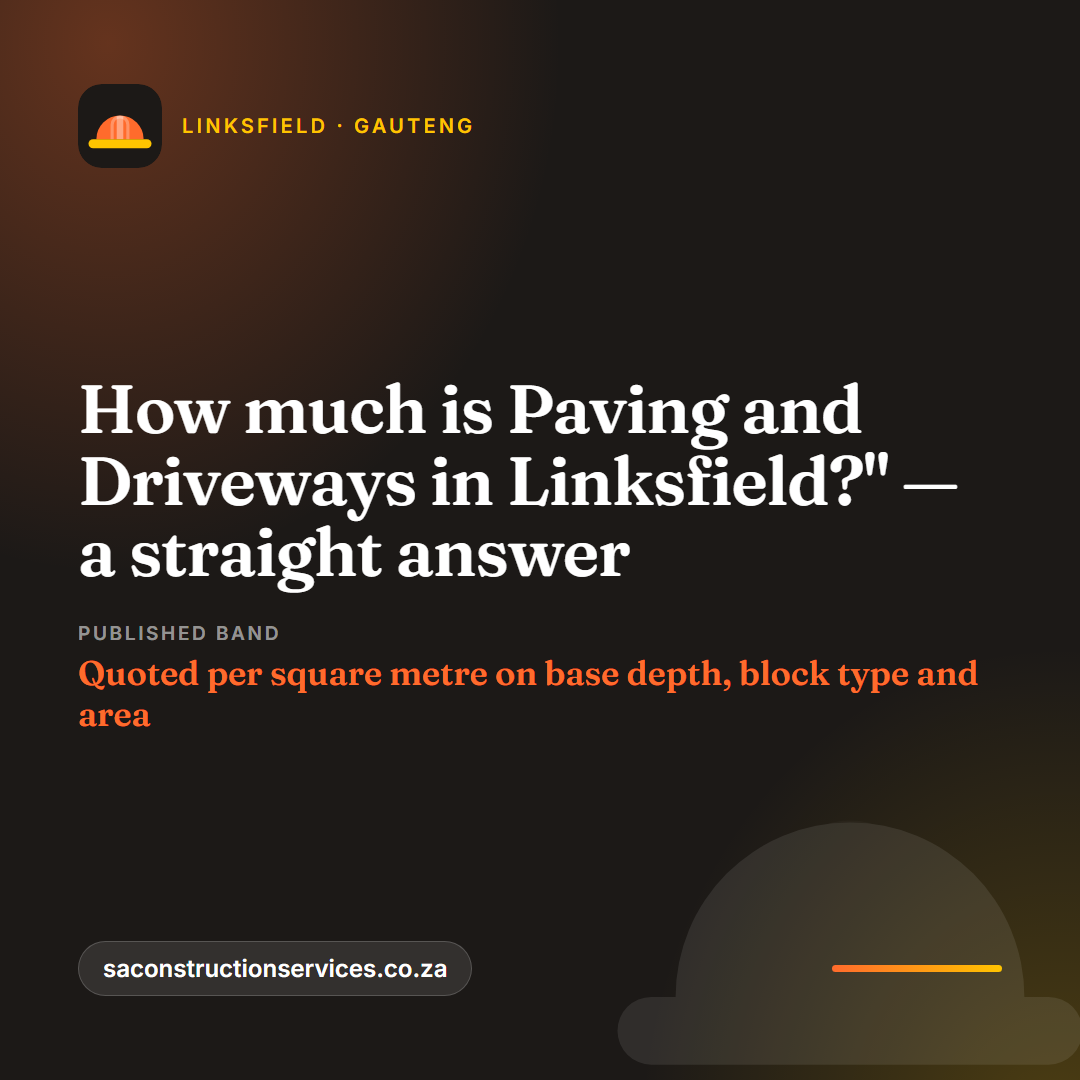 LINKSFIELD · GAUTENG
How much is Paving and
Driveways in Linksfield?" —
a straight answer
PUBLISHED BAND
Quoted per square metre on base depth, block type and
area
saconstructionservices.co.za